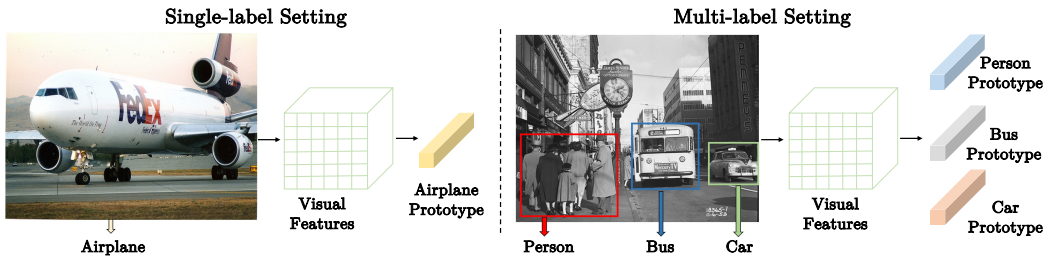 Single-label Setting
FedEx
Airplane
Visual
Features
Airplane
Prototype
Multi-label Setting
Person
Bus
Car
Visual
Features
Person
Prototype
Bus
Prototype
Car
Prototype